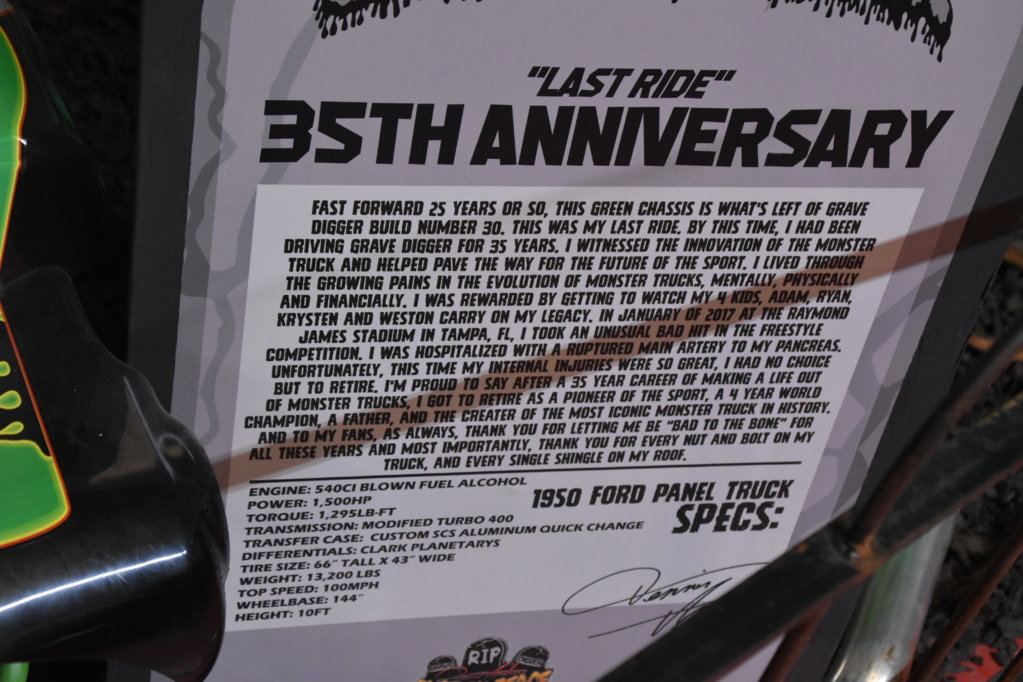 "LAST RIDE"
35TH ANNIVERSARY
FAST FORWARD 25 YEARS OR SO, THIS GREEN CHASSIS IS WHAT'S LEFT OF GRAVE
DIGGER BUILD NUMBER 30. THIS WAS MY LAST RIDE. BY THIS TIME, I HAD BEEN
DRIVING GRAVE DIGGER FOR 35 YEARS. I WITNESSED THE INNOVATION OF THE MONSTER
TRUCK AND HELPED PAVE THE WAY FOR THE FUTURE OF THE SPORT. I LIVED THROUGH
THE GROWING PAINS IN THE EVOLUTION OF MONSTER TRUCKS, MENTALLY, PHYSICALLY
AND FINANCIALLY. I WAS REWARDED BY GETTING TO WATCH MY 4 KIDS, ADAM, RYAN,
KRYSTEN AND WESTON CARRY ON MY LEGACY. IN JANUARY OF 2017 AT THE RAYMOND
JAMES STADIUM IN TAMPA, FL, I TOOK AN UNUSUAL BAD HIT IN THE FREESTYLE
COMPETITION. I WAS HOSPITALIZED WITH A RUPTURED MAIN ARTERY TO MY PANCREAS.
UNFORTUNATELY, THIS TIME MY INTERNAL INJURIES WERE SO GREAT, I HAD NO CHOICE
BUT TO RETIRE. I'M PROUD TO SAY AFTER A 35 YEAR CAREER OF MAKING A LIFE OUT
OF MONSTER TRUCKS, I GOT TO RETIRE AS A PIONEER OF THE SPORT, A 4 YEAR WORLD
CHAMPION, A FATHER, AND THE CREATER OF THE MOST ICONIC MONSTER TRUCK IN HISTORY.
AND TO MY FANS, AS ALWAYS, THANK YOU FOR LETTING ME BE "BAD TO THE BONE" FOR
ALL THESE YEARS AND MOST IMPORTANTLY, THANK YOU FOR EVERY NUT AND BOLT ON MY
TRUCK, AND EVERY SINGLE SHINGLE ON MY ROOF.
1950 FORD PANEL TRUCK
SPECS:
ENGINE: 540CI BLOWN FUEL ALCOHOL
POWER: 1,500HP
TORQUE: 1,295LB-FT
TRANSMISSION: MODIFIED TURBO 400
TRANSFER CASE: CUSTOM SCS ALUMINUM QUICK CHANGE
DIFFERENTIALS: CLARK PLANETARYS
TIRE SIZE: 66" TALL X 43" WIDE
WEIGHT: 13,200 LBS
TOP SPEED: 100MPH
WHEELBASE: 144"
HEIGHT: 10FT
Dennis
RIP